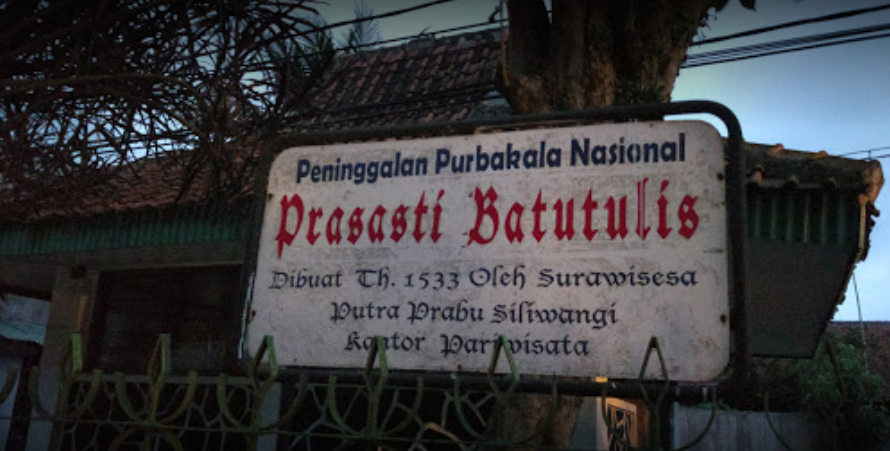 Peninggalan Purbakala Nasional
Prasasti Batutulis
Dibuat Th. 1533 Oleh Surawisesa
Putra Prabu Siliwangi
Kantor Pariwisata